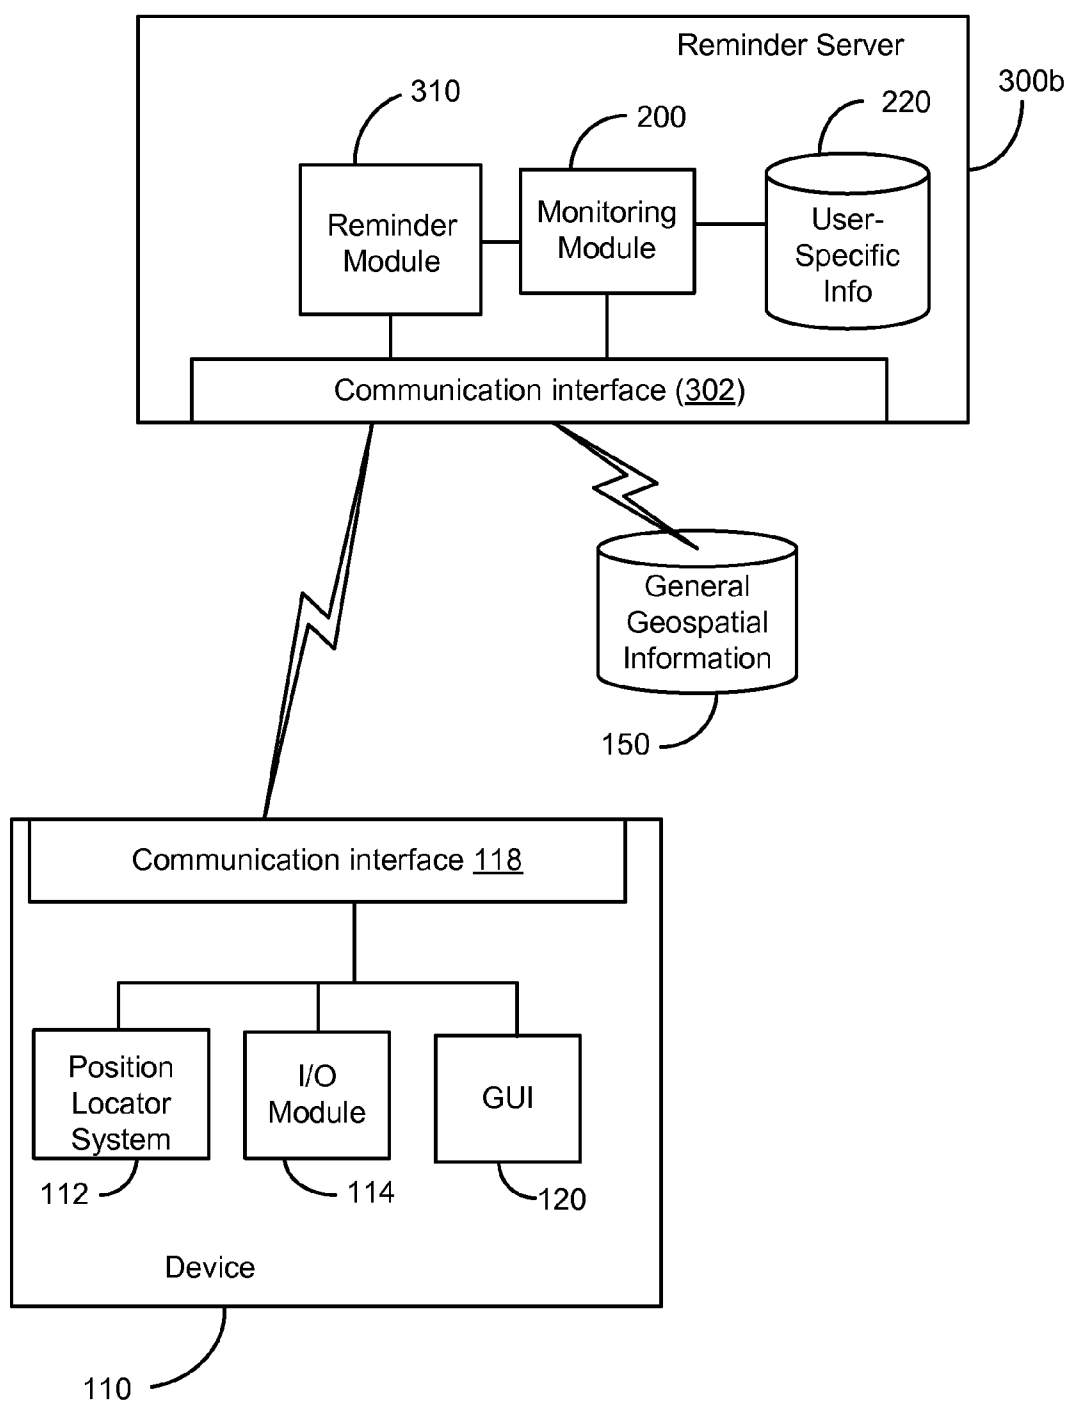 Reminder Server
300b
310
200
220
Reminder
Module
Monitoring
Module
User-
Specific
Info
Communication interface (302)
General
Geospatial
Information
150
Communication interface 118
Position
Locator
System
I/O
Module
GUI
112
114
120
Device
110